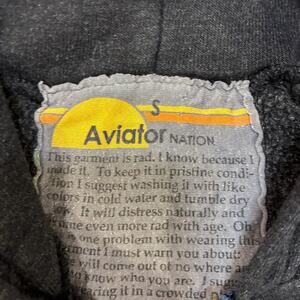 S
Aviator NATION
This garment is rad. I know because I
made it. To keep it in pristine condi-
tion I suggest washing it with like
colors in cold water and tumble dry
low. It will distress naturally and
some even more rad with age. Oh,
one problem with wearing this
garment I must warn you about:
will come out of no where
to know who you are. I
wearing it in a crowded